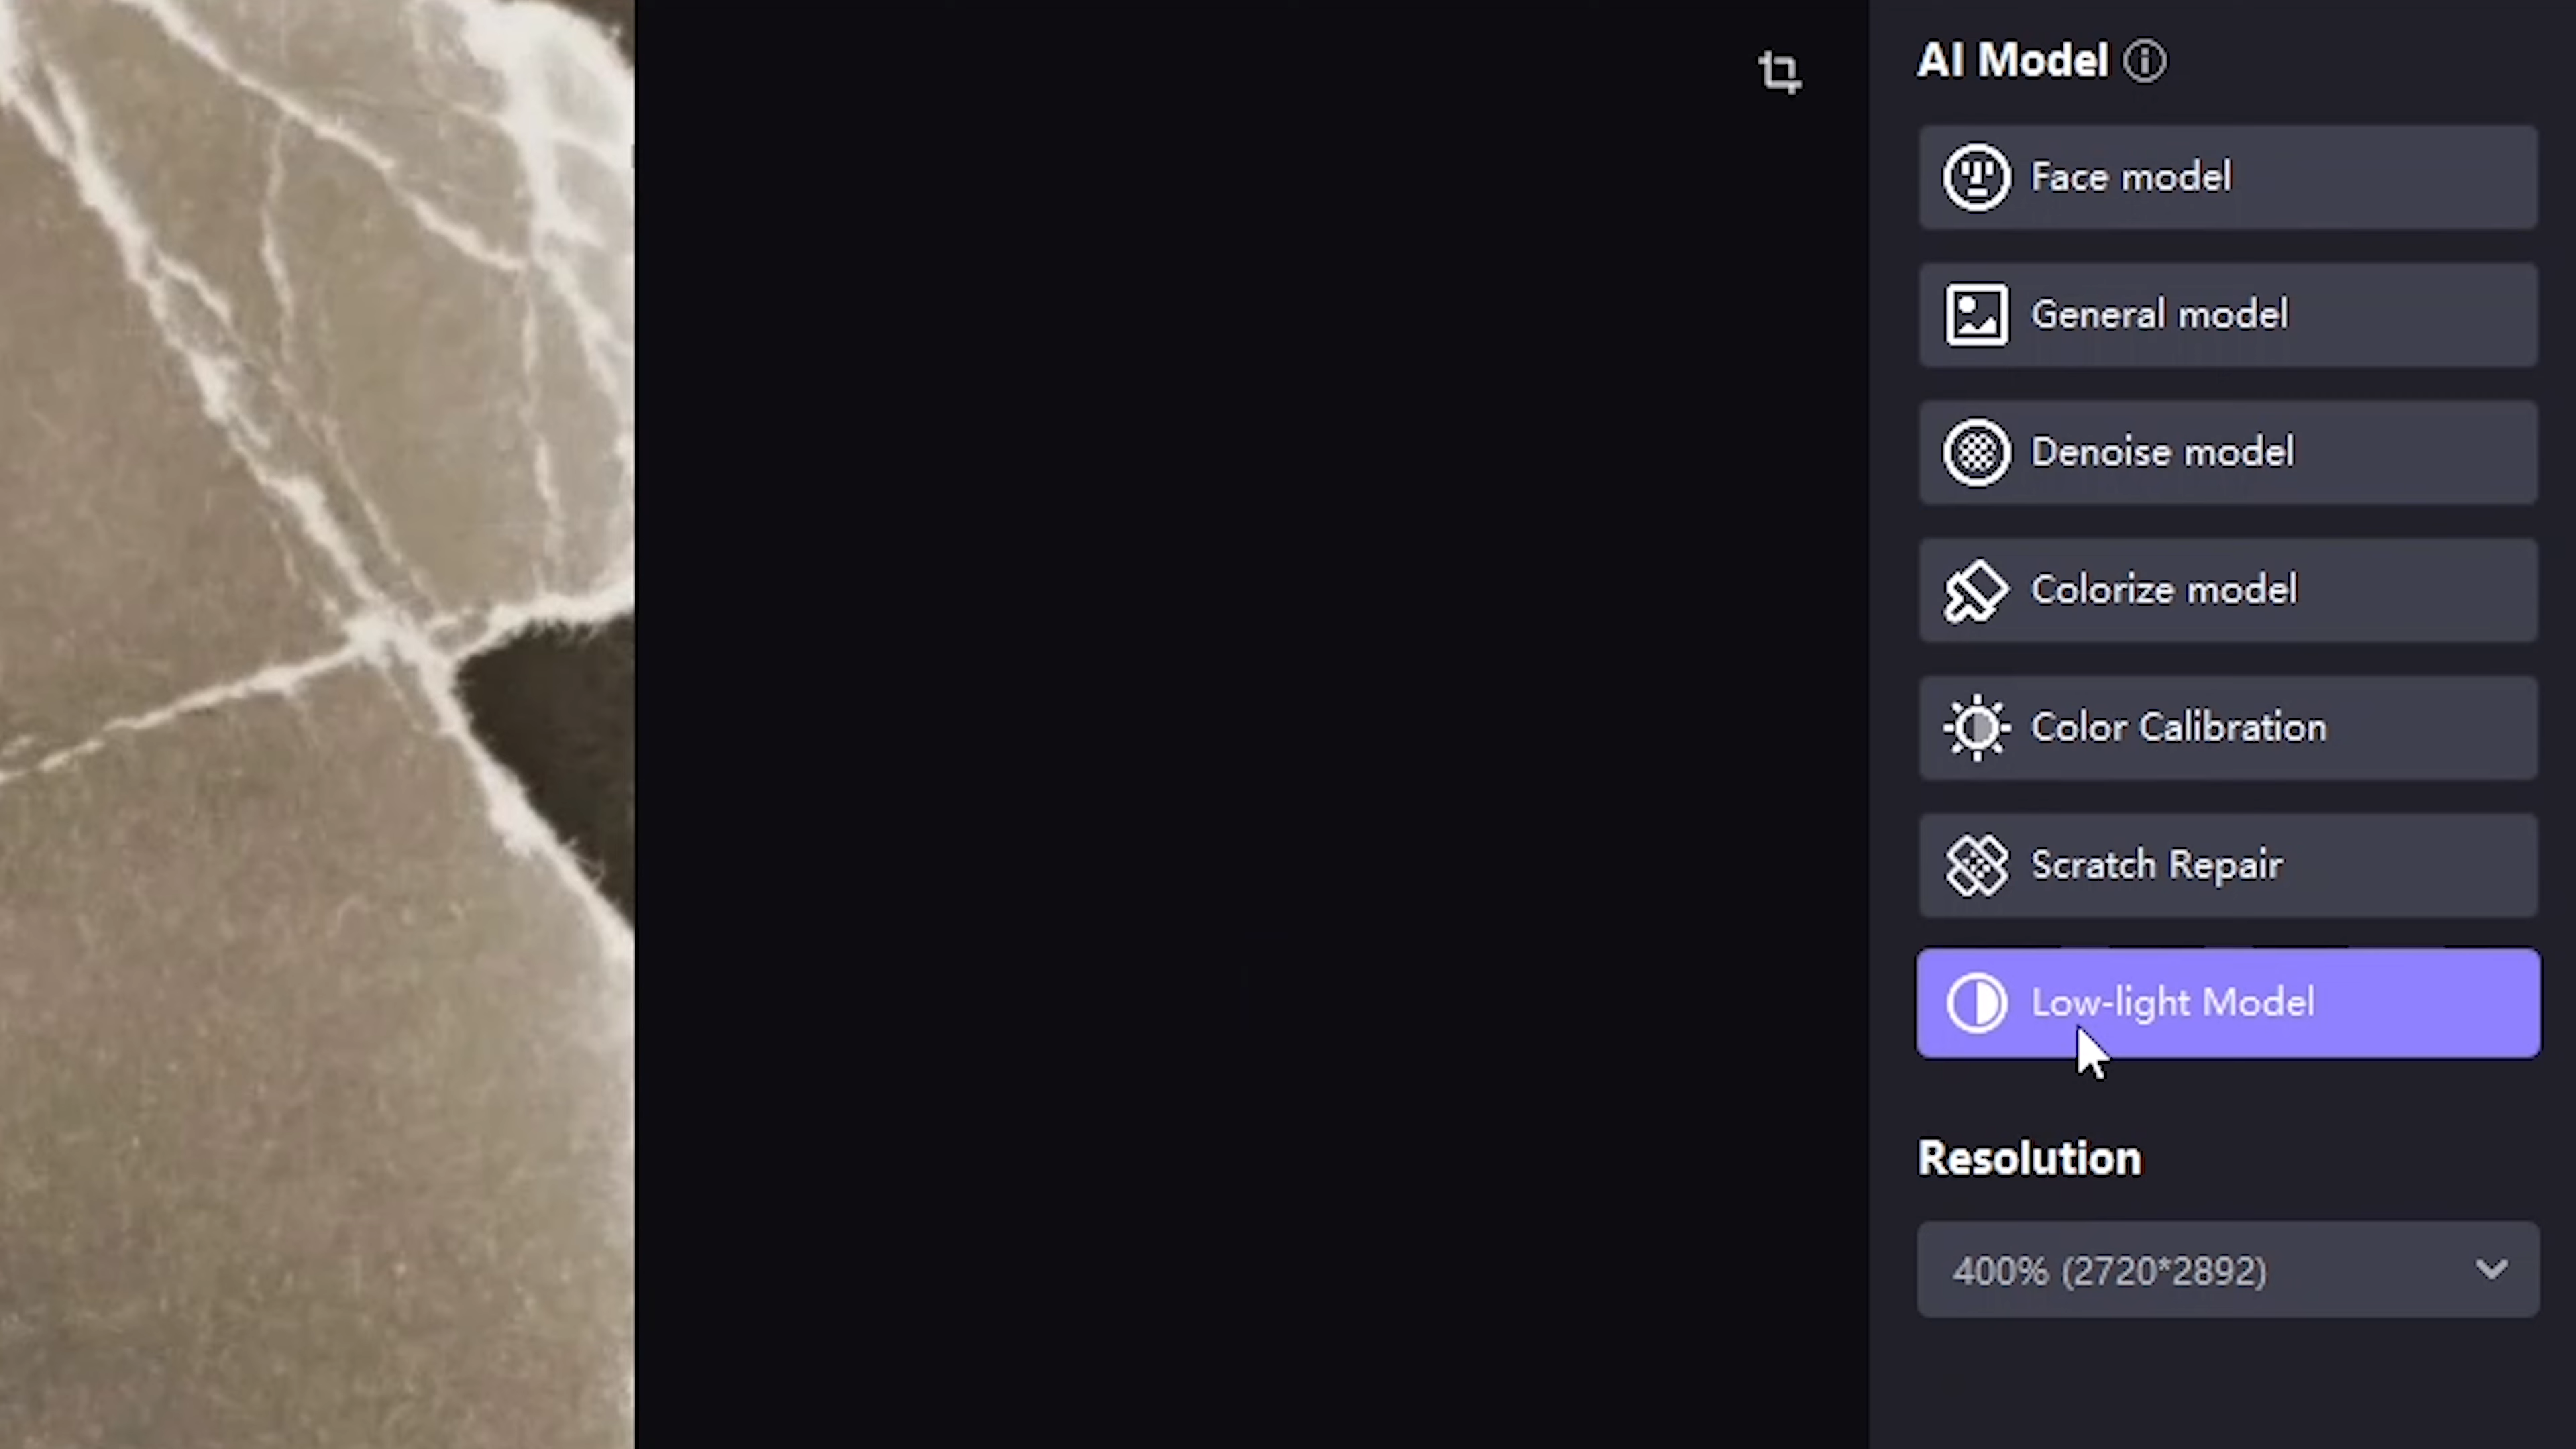 AI Model
Face model
General model
Denoise model
Colorize model
Color Calibration
Scratch Repair
Low-light Model
Resolution
400% (2720*2892)